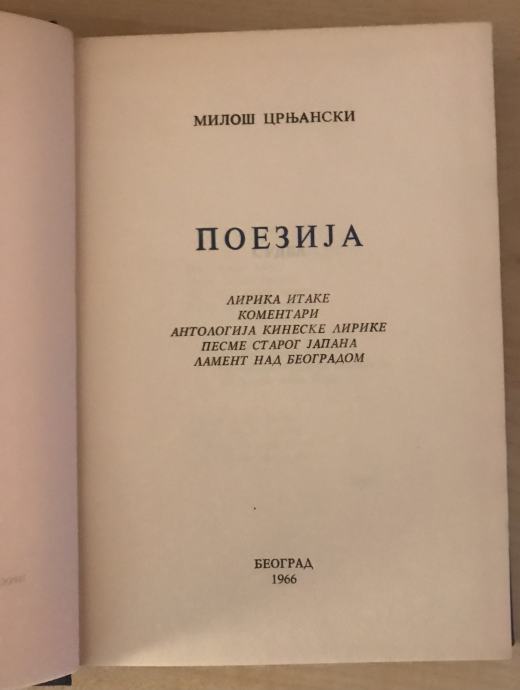 МИЛОШ ЦРЊАНСКИ
ПОЕЗИЈА
ЛИРИКА ИТАКЕ
КОМЕНТАРИ
АНТОЛОГИЈА КИНЕСКЕ ЛИРИКЕ
ПЕСМЕ СТАРОГ ЈАПАНА
ЛАМЕНТ НАД БЕОГРАДОМ
БЕОГРАД
1966